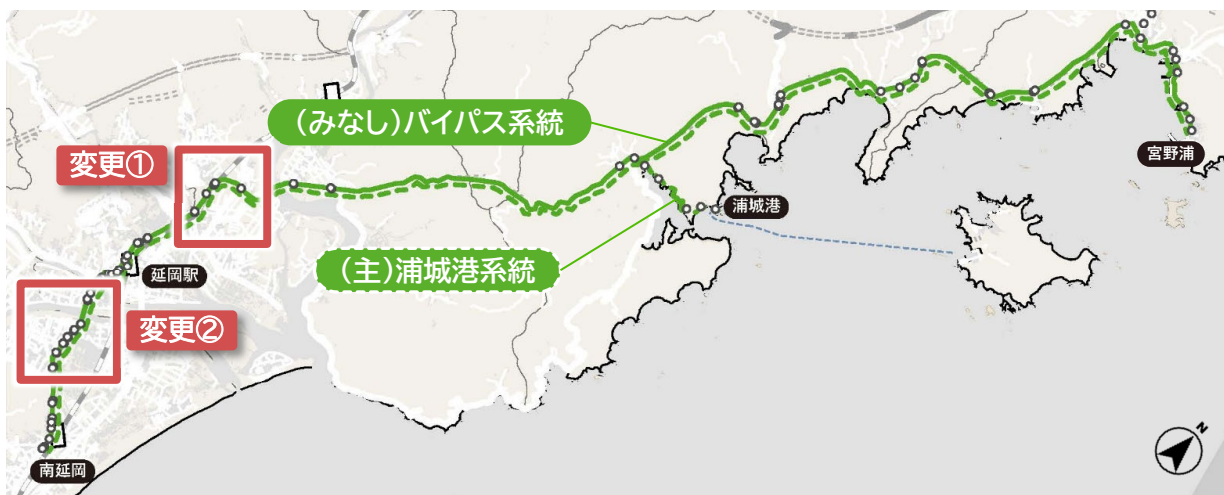 (みなし)バイパス系統
変更①
宮野浦
浦城港
延岡駅
(主)浦城港系統
変更②
南延岡
N